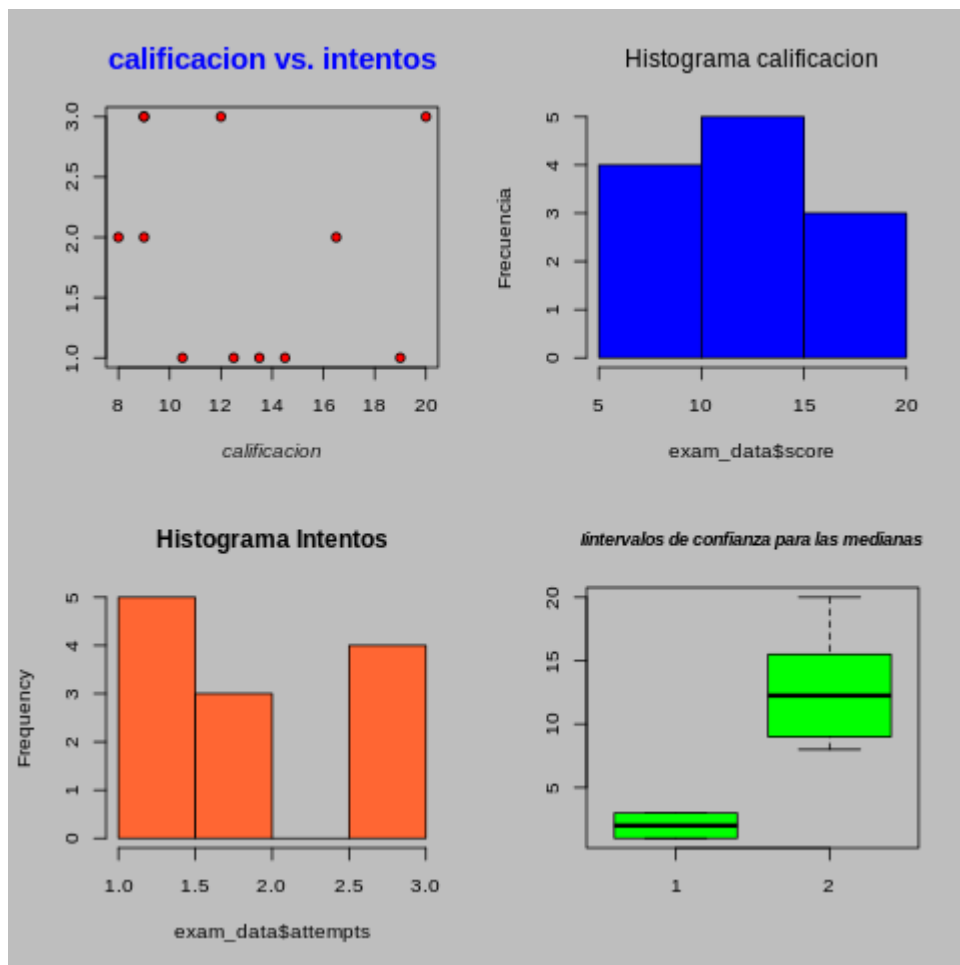 calificacion vs. intentos
3.0
2.5
2.0
1.5
1.0
8 10 12 14 16 18 20
calificacion
Histograma calificacion
Frecuencia
5
4
3
2
1
0
5 10 15 20
exam_data$score
Histograma Intentos
Frequency
5
4
3
2
1
0
1.0 1.5 2.0 2.5 3.0
exam_data$attempts
Iintervalos de confianza para las medianas
20
15
10
5
1 2